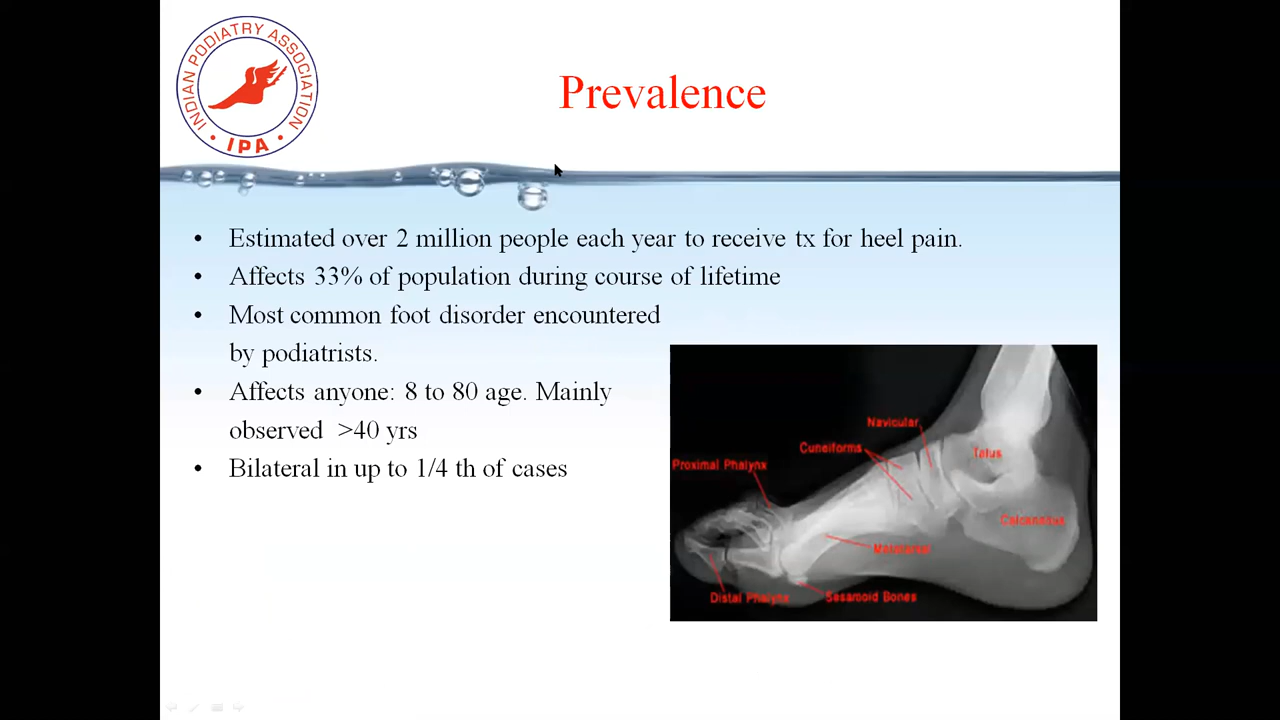 INDIAN PODIATRY ASSOCIATION
IPA
Prevalence
• Estimated over 2 million people each year to receive tx for heel pain.
• Affects 33% of population during course of lifetime
• Most common foot disorder encountered
by podiatrists.
• Affects anyone: 8 to 80 age. Mainly
observed >40 yrs
• Bilateral in up to 1/4 th of cases
Navicular
Cuneiforms
Talus
Proximal Phalynx
Calcaneous
Metatarsal
Distal Phalynx
Sesamoid Bones